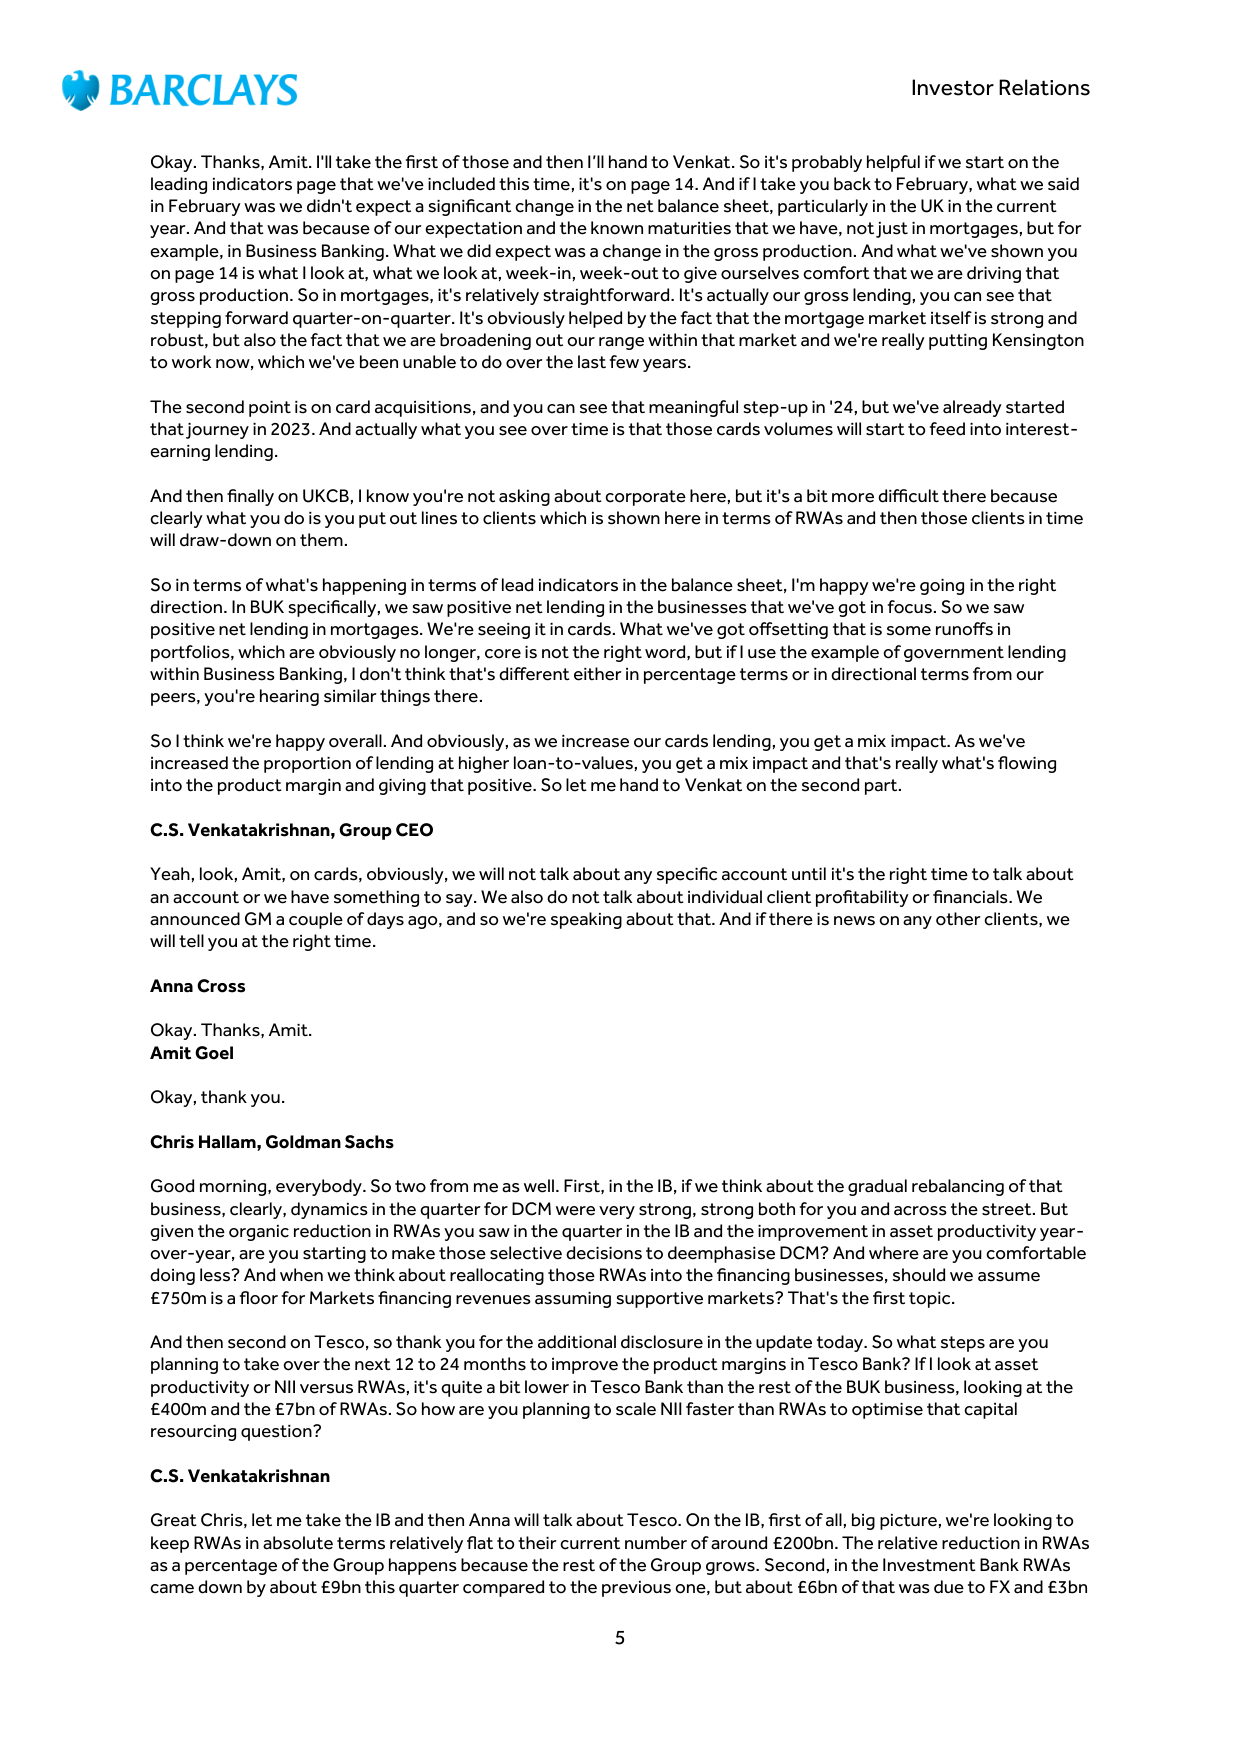 BARCLAYS
Investor Relations
Okay. Thanks, Amit. I'll take the first of those and then I’ll hand to Venkat. So it's probably helpful if we start on the
leading indicators page that we've included this time, it's on page 14. And if I take you back to February, what we said
in February was we didn't expect a significant change in the net balance sheet, particularly in the UK in the current
year. And that was because of our expectation and the known maturities that we have, not just in mortgages, but for
example, in Business Banking. What we did expect was a change in the gross production. And what we've shown you
on page 14 is what I look at, what we look at, week-in, week-out to give ourselves comfort that we are driving that
gross production. So in mortgages, it's relatively straightforward. It's actually our gross lending, you can see that
stepping forward quarter-on-quarter. It's obviously helped by the fact that the mortgage market itself is strong and
robust, but also the fact that we are broadening out our range within that market and we're really putting Kensington
to work now, which we've been unable to do over the last few years.
The second point is on card acquisitions, and you can see that meaningful step-up in '24, but we've already started
that journey in 2023. And actually what you see over time is that those cards volumes will start to feed into interest-
earning lending.
And then finally on UKCB, I know you're not asking about corporate here, but it's a bit more difficult there because
clearly what you do is you put out lines to clients which is shown here in terms of RWAs and then those clients in time
will draw-down on them.
So in terms of what's happening in terms of lead indicators in the balance sheet, I'm happy we're going in the right
direction. In BUK specifically, we saw positive net lending in the businesses that we've got in focus. So we saw
positive net lending in mortgages. We're seeing it in cards. What we've got offsetting that is some runoffs in
portfolios, which are obviously no longer, core is not the right word, but if I use the example of government lending
within Business Banking, I don't think that's different either in percentage terms or in directional terms from our
peers, you're hearing similar things there.
So I think we're happy overall. And obviously, as we increase our cards lending, you get a mix impact. As we've
increased the proportion of lending at higher loan-to-values, you get a mix impact and that's really what's flowing
into the product margin and giving that positive. So let me hand to Venkat on the second part.
C.S. Venkatakrishnan, Group CEO
Yeah, look, Amit, on cards, obviously, we will not talk about any specific account until it's the right time to talk about
an account or we have something to say. We also do not talk about individual client profitability or financials. We
announced GM a couple of days ago, and so we're speaking about that. And if there is news on any other clients, we
will tell you at the right time.
Anna Cross
Okay. Thanks, Amit.
Amit Goel
Okay, thank you.
Chris Hallam, Goldman Sachs
Good morning, everybody. So two from me as well. First, in the IB, if we think about the gradual rebalancing of that
business, clearly, dynamics in the quarter for DCM were very strong, strong both for you and across the street. But
given the organic reduction in RWAs you saw in the quarter in the IB and the improvement in asset productivity year-
over-year, are you starting to make those selective decisions to deemphasise DCM? And where are you comfortable
doing less? And when we think about reallocating those RWAs into the financing businesses, should we assume
£750m is a floor for Markets financing revenues assuming supportive markets? That's the first topic.
And then second on Tesco, so thank you for the additional disclosure in the update today. So what steps are you
planning to take over the next 12 to 24 months to improve the product margins in Tesco Bank? If I look at asset
productivity or NII versus RWAs, it's quite a bit lower in Tesco Bank than the rest of the BUK business, looking at the
£400m and the £7bn of RWAs. So how are you planning to scale NII faster than RWAs to optimise that capital
resourcing question?
C.S. Venkatakrishnan
Great Chris, let me take the IB and then Anna will talk about Tesco. On the IB, first of all, big picture, we're looking to
keep RWAs in absolute terms relatively flat to their current number of around £200bn. The relative reduction in RWAs
as a percentage of the Group happens because the rest of the Group grows. Second, in the Investment Bank RWAs
came down by about £9bn this quarter compared to the previous one, but about £6bn of that was due to FX and £3bn
5